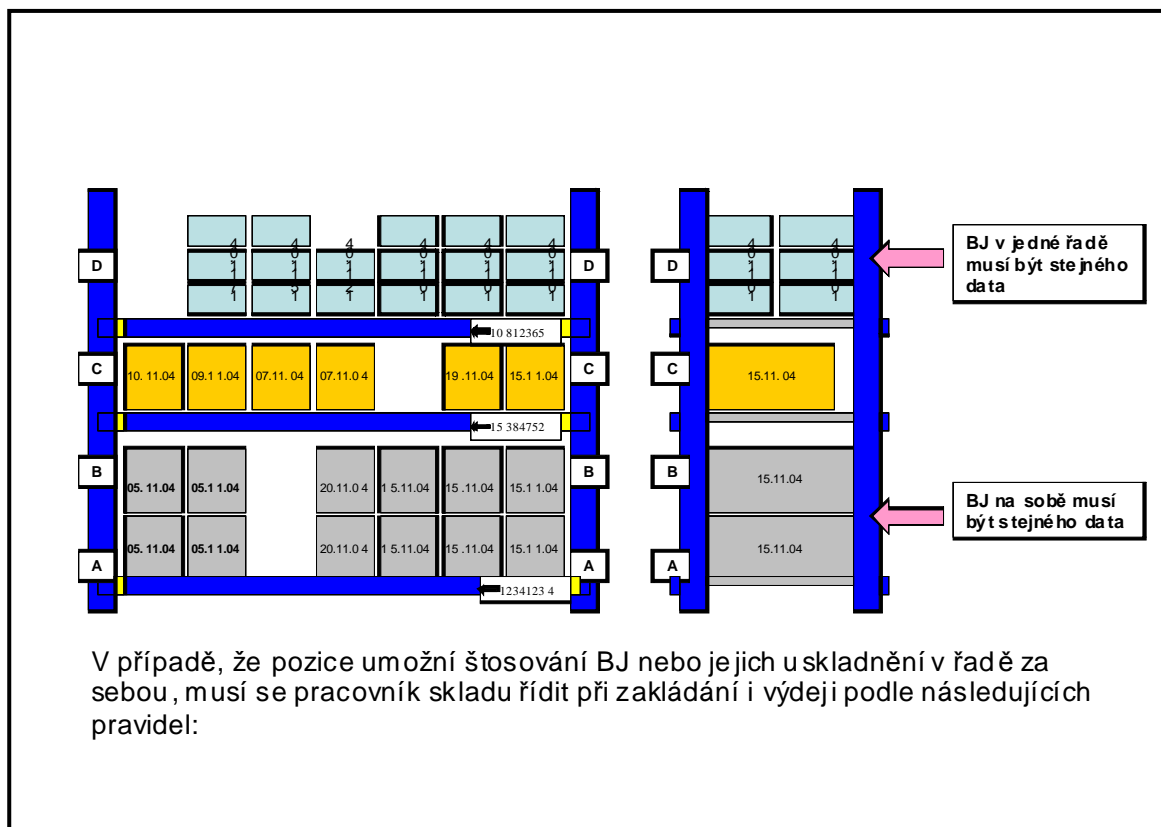 D
D
D
BJ v jedné řadě
musí být stejného
data
10 812365
C
10. 11.04 09.1 1.04 07.11. 04 07.11.0 4 19 .11.04 15.1 1.04
C
C
15.11. 04
15 384752
B
05. 11.04 05.1 1.04 20.11.0 4 1 5.11.04 15 .11.04 15.1 1.04
B
B
15.11.04
BJ na sobě musí
být stejného data
A
05. 11.04 05.1 1.04 20.11.0 4 1 5.11.04 15 .11.04 15.1 1.04
A
A
15.11.04
1234123 4
V případě, že pozice umožní štosování BJ nebo jejich uskladnění v řadě za
sebou, musí se pracovník skladu řídit při zakládání i výdeji podle následujících
pravidel: